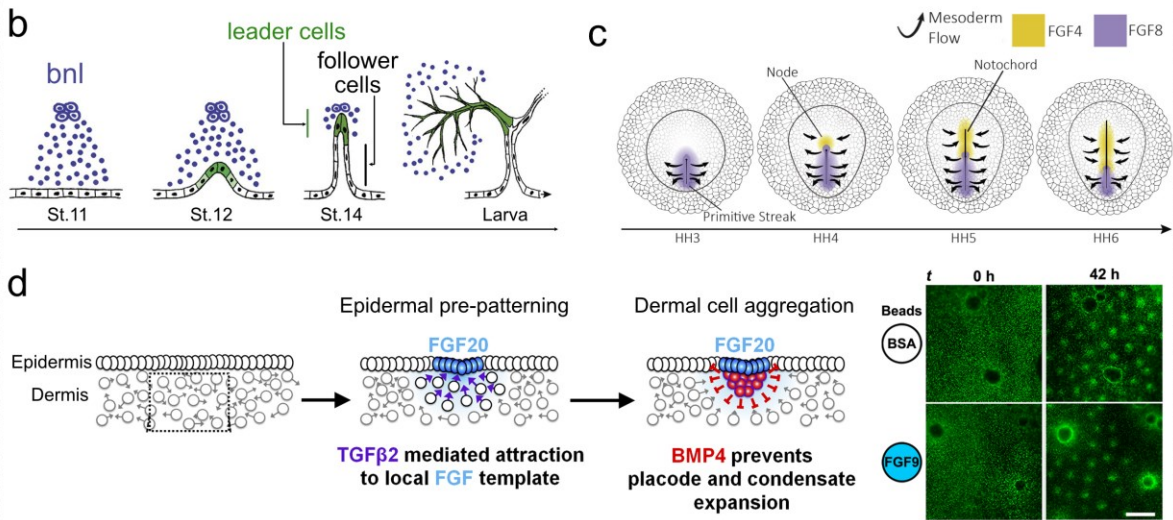 b
leader cells
bnl
follower
cells
St.11
St.12
St.14
Larva
c
Mesoderm
Flow
FGF4
FGF8
Node
Notochord
Primitive Streak
HH3
HH4
HH5
HH6
d
Epidermal pre-patterning
Dermal cell aggregation
Epidermis
Dermis
FGF20
FGF20
TGFβ2 mediated attraction
to local FGF template
BMP4 prevents
placode and condensate
expansion
t
0 h
42 h
Beads
BSA
FGF9